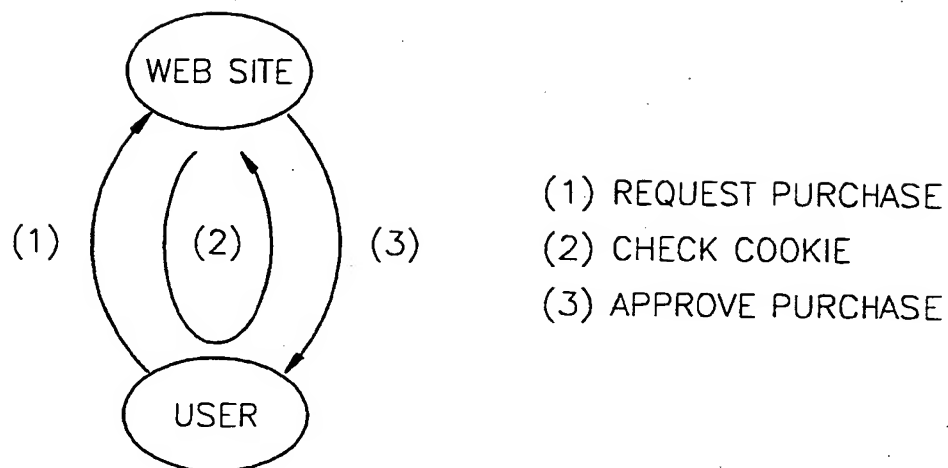 WEB SITE
(1)
(2)
(3)
USER
(1) REQUEST PURCHASE
(2) CHECK COOKIE
(3) APPROVE PURCHASE